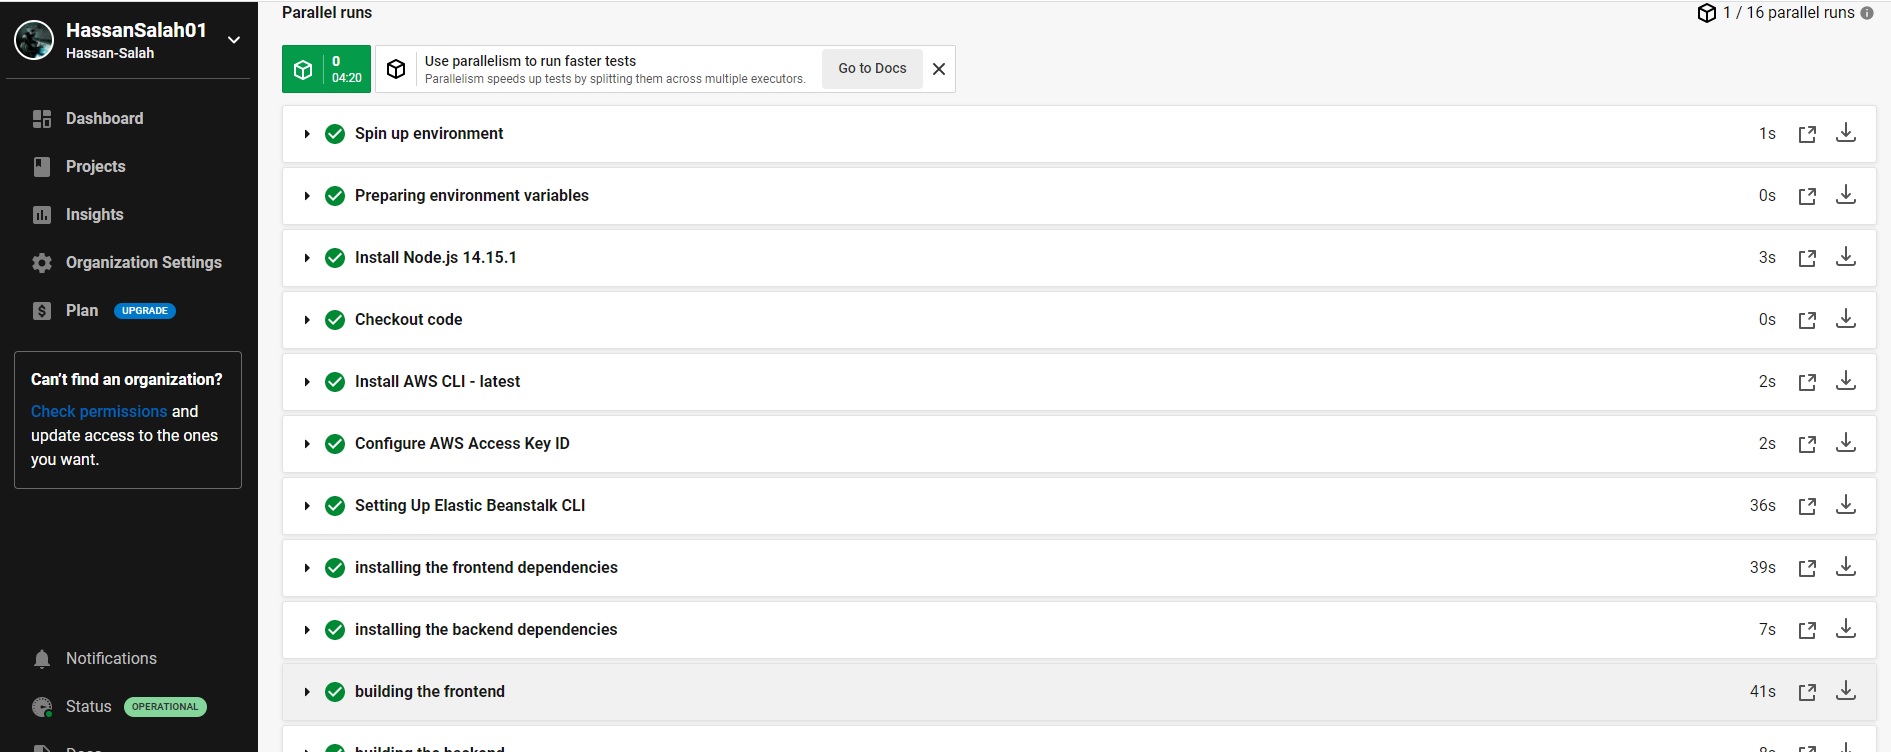 HassanSalah01
Hassan-Salah
Dashboard
Projects
Insights
Organization Settings
Plan UPGRADE
Can't find an organization?
Check permissions and
update access to the ones
you want.
Notifications
Status OPERATIONAL
Docs
Parallel runs
1 / 16 parallel runs
0
04:20
Use parallelism to run faster tests
Parallelism speeds up tests by splitting them across multiple executors.
Go to Docs
Spin up environment 1s
Preparing environment variables 0s
Install Node.js 14.15.1 3s
Checkout code 0s
Install AWS CLI - latest 2s
Configure AWS Access Key ID 2s
Setting Up Elastic Beanstalk CLI 36s
installing the frontend dependencies 39s
installing the backend dependencies 7s
building the frontend 41s
building the backend 8s